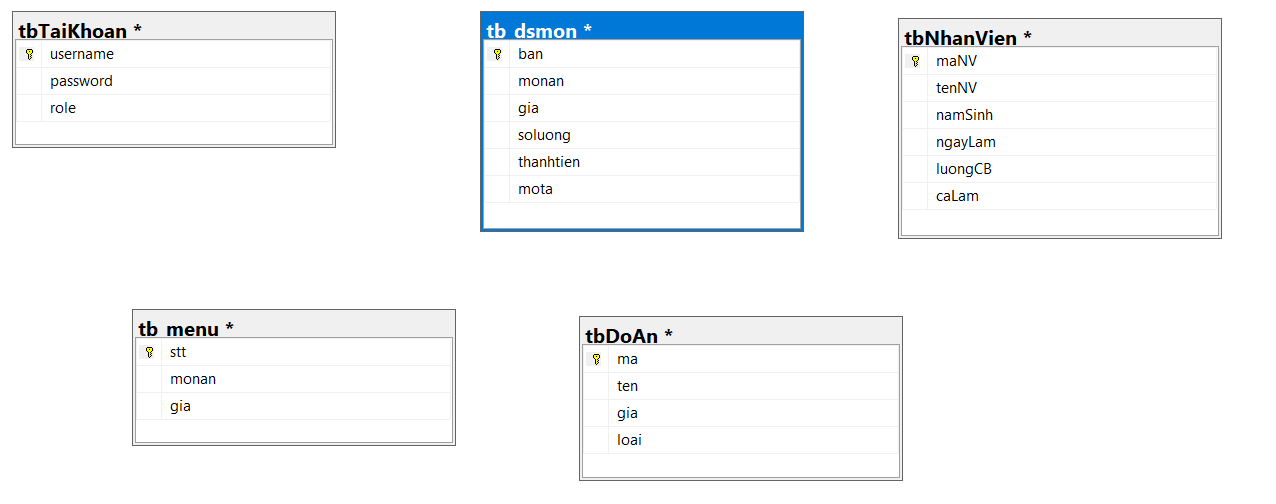 tbTaiKhoan *
username
password
role
tb_dsmon *
ban
monan
gia
soluong
thanhtien
mota
tbNhanVien *
maNV
tenNV
namSinh
ngayLam
luongCB
caLam
tb_menu *
stt
monan
gia
tbDoAn *
ma
ten
gia
loai